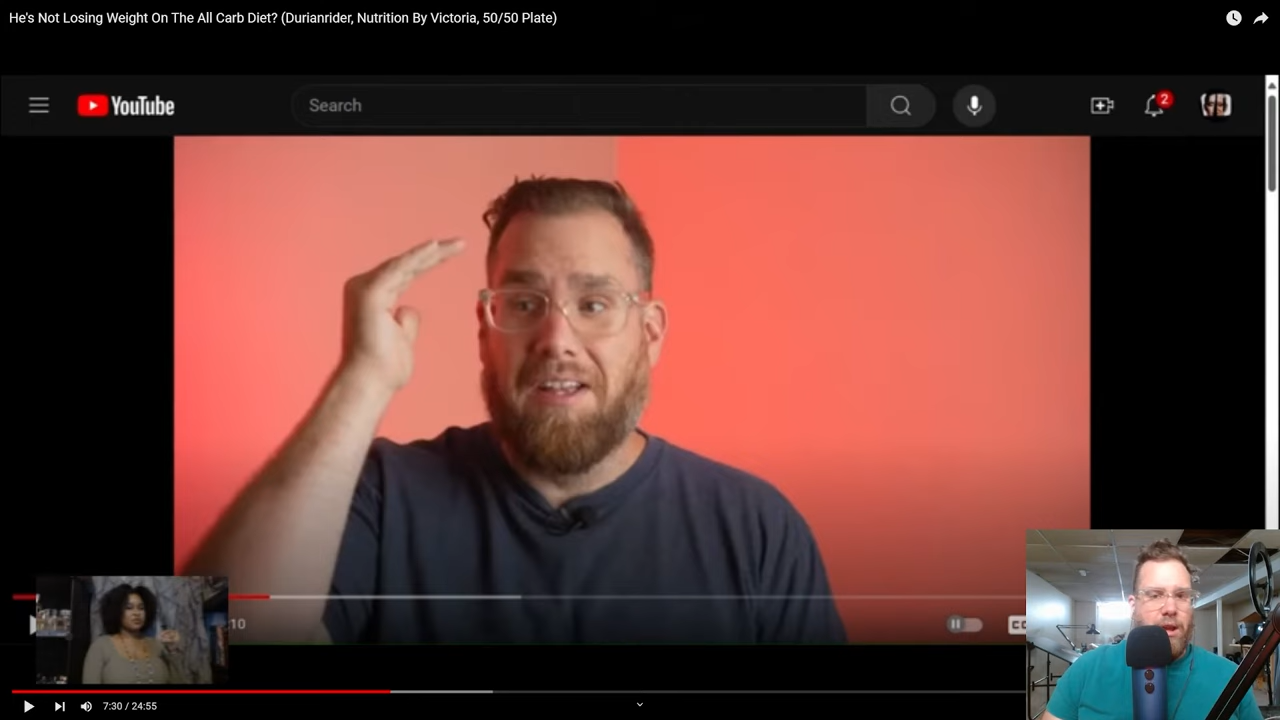 He's Not Losing Weight On The All Carb Diet? (Durianrider, Nutrition By Victoria, 50/50 Plate)
YouTube
Search
2
10
CC
7:30 / 24:55